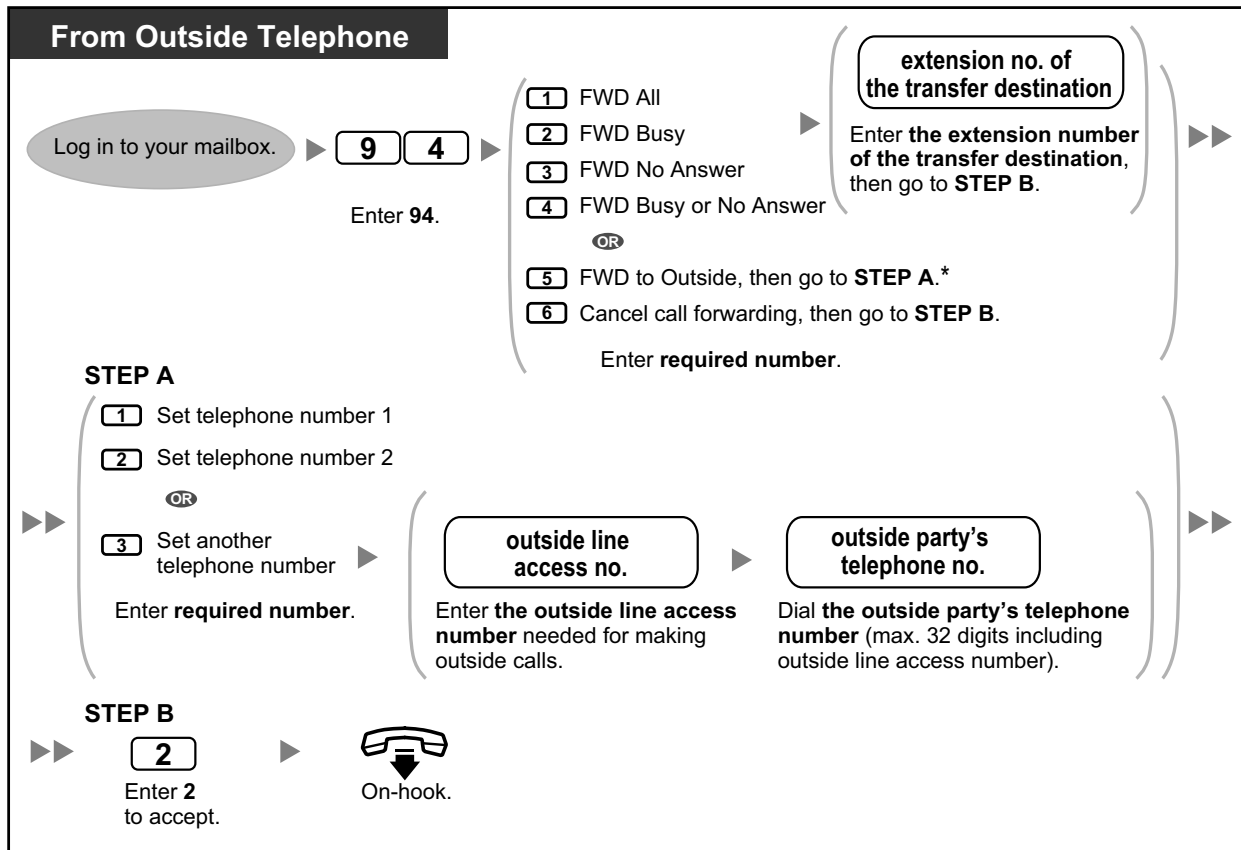 From Outside Telephone
Log in to your mailbox.
9 4
Enter 94.
1 FWD All
2 FWD Busy
3 FWD No Answer
4 FWD Busy or No Answer
OR
5 FWD to Outside, then go to STEP A.*
6 Cancel call forwarding, then go to STEP B.
Enter required number.
extension no. of
the transfer destination
Enter the extension number
of the transfer destination,
then go to STEP B.
STEP A
1 Set telephone number 1
2 Set telephone number 2
OR
3 Set another
telephone number
Enter required number.
outside line
access no.
Enter the outside line access
number needed for making
outside calls.
outside party's
telephone no.
Dial the outside party's telephone
number (max. 32 digits including
outside line access number).
STEP B
2
Enter 2
to accept.
On-hook.